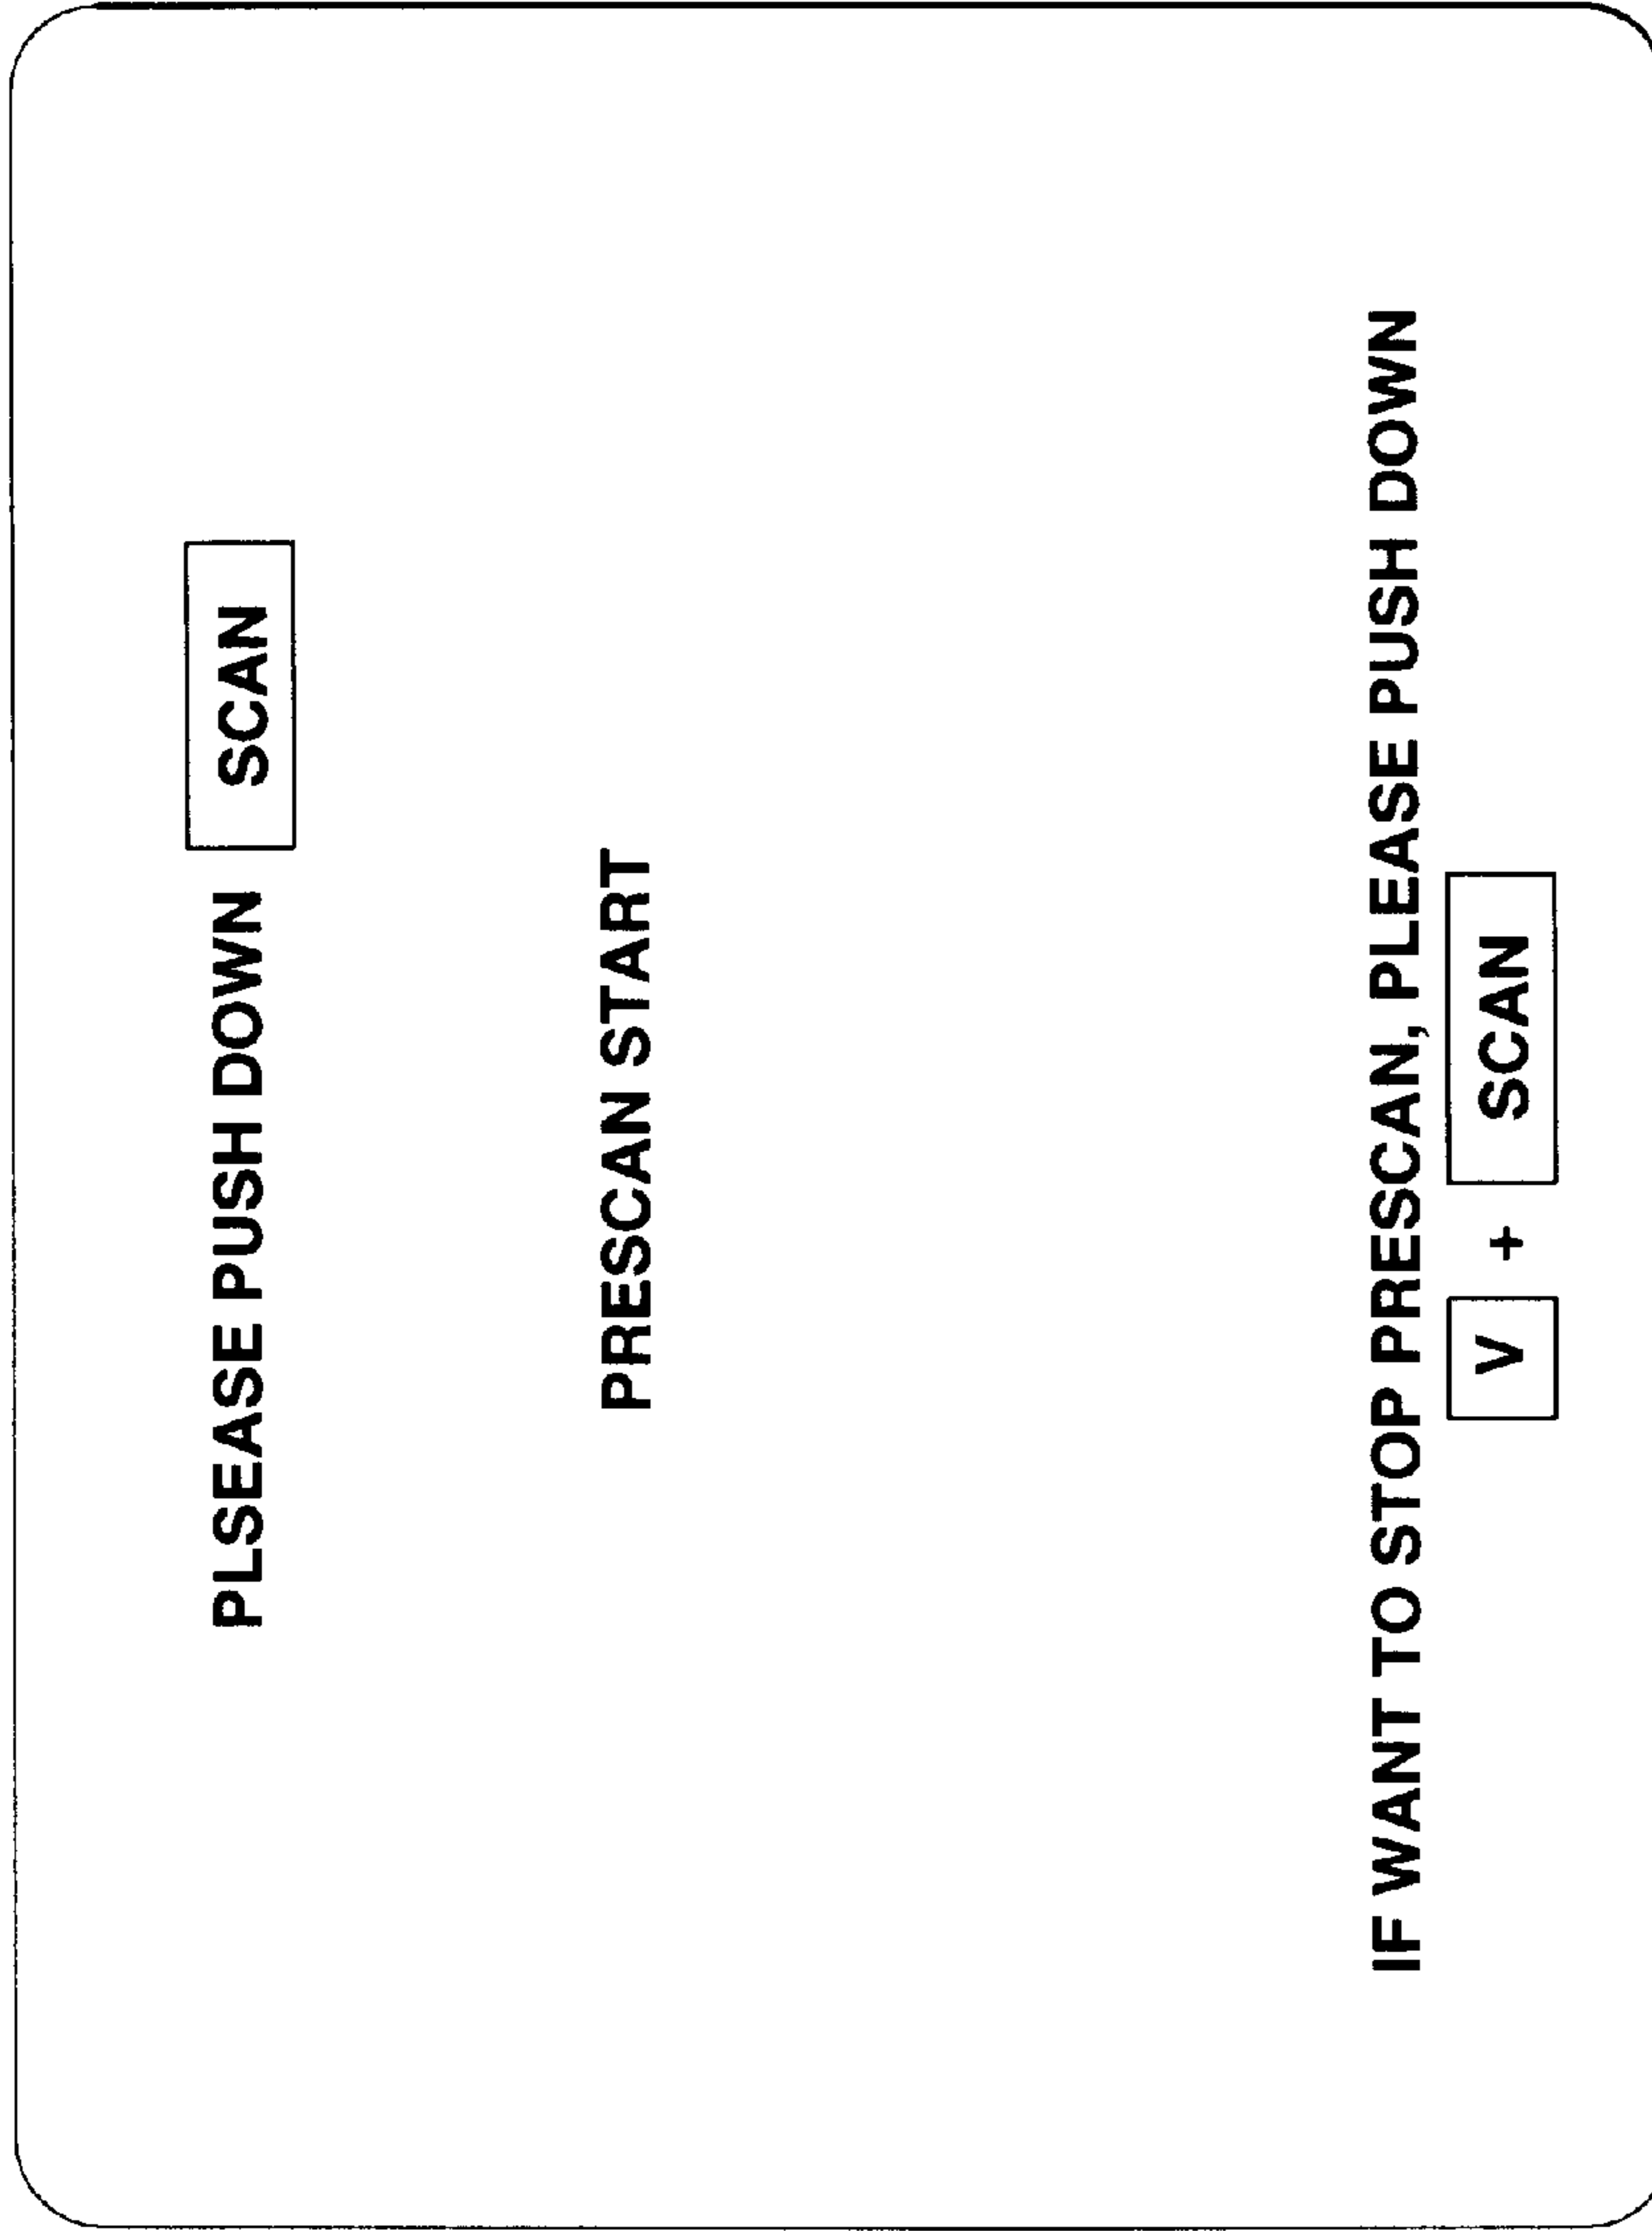 PLSEASE PUSH DOWN SCAN
PRESCAN START
IF WANT TO STOP PRESCAN, PLEASE PUSH DOWN
V + SCAN